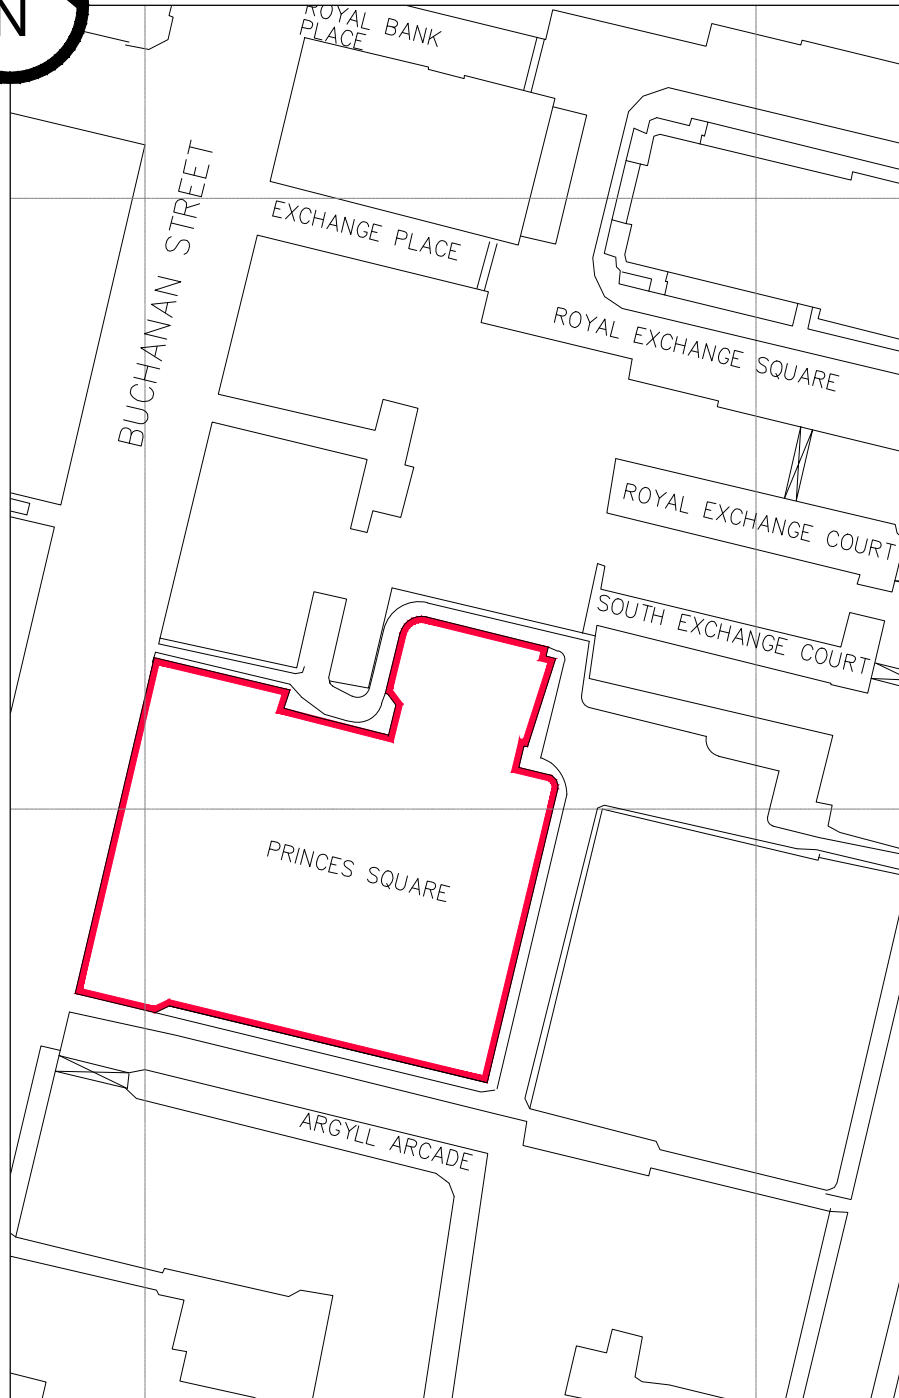 N
ROYAL BANK
PLACE
BUCHANAN STREET
EXCHANGE PLACE
ROYAL EXCHANGE SQUARE
ROYAL EXCHANGE COURT
SOUTH EXCHANGE COURT
PRINCES SQUARE
ARGYLL ARCADE